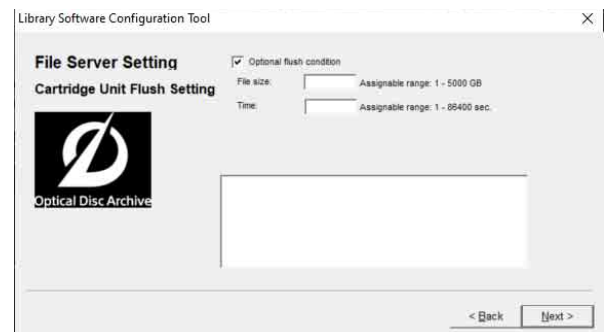 Library Software Configuration Tool
File Server Setting
Cartridge Unit Flush Setting
Optical Disc Archive
Optional flush condition
File size: Assignable range: 1 - 5000 GB
Time: Assignable range: 1 - 86400 sec.
< Back Next >